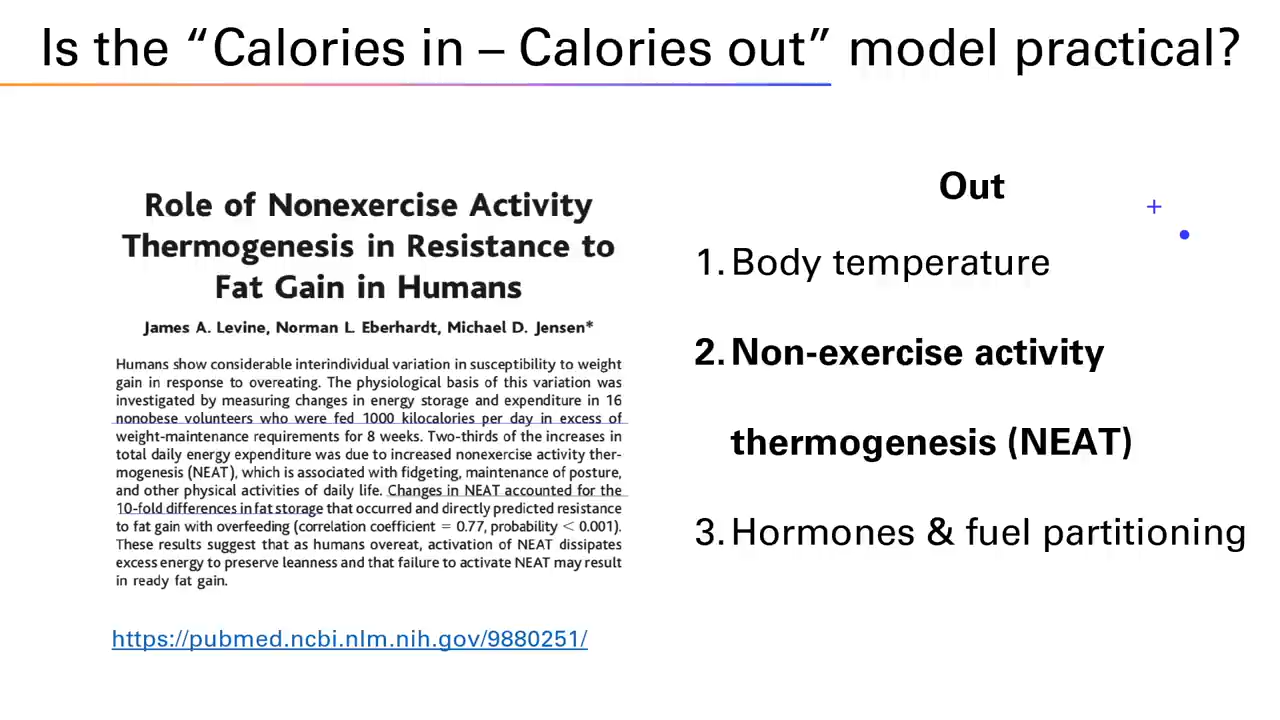 Is the “Calories in – Calories out” model practical?
Role of Nonexercise Activity
Thermogenesis in Resistance to
Fat Gain in Humans
James A. Levine, Norman L. Eberhardt, Michael D. Jensen*
Humans show considerable interindividual variation in susceptibility to weight
gain in response to overeating. The physiological basis of this variation was
investigated by measuring changes in energy storage and expenditure in 16
nonobese volunteers who were fed 1000 kilocalories per day in excess of
weight-maintenance requirements for 8 weeks. Two-thirds of the increases in
total daily energy expenditure was due to increased nonexercise activity ther-
mogenesis (NEAT), which is associated with fidgeting, maintenance of posture,
and other physical activities of daily life. Changes in NEAT accounted for the
10-fold differences in fat storage that occurred and directly predicted resistance
to fat gain with overfeeding (correlation coefficient = 0.77, probability < 0.001).
These results suggest that as humans overeat, activation of NEAT dissipates
excess energy to preserve leanness and that failure to activate NEAT may result
in ready fat gain.
https://pubmed.ncbi.nlm.nih.gov/9880251/
Out
1. Body temperature
2. Non-exercise activity
thermogenesis (NEAT)
3. Hormones & fuel partitioning